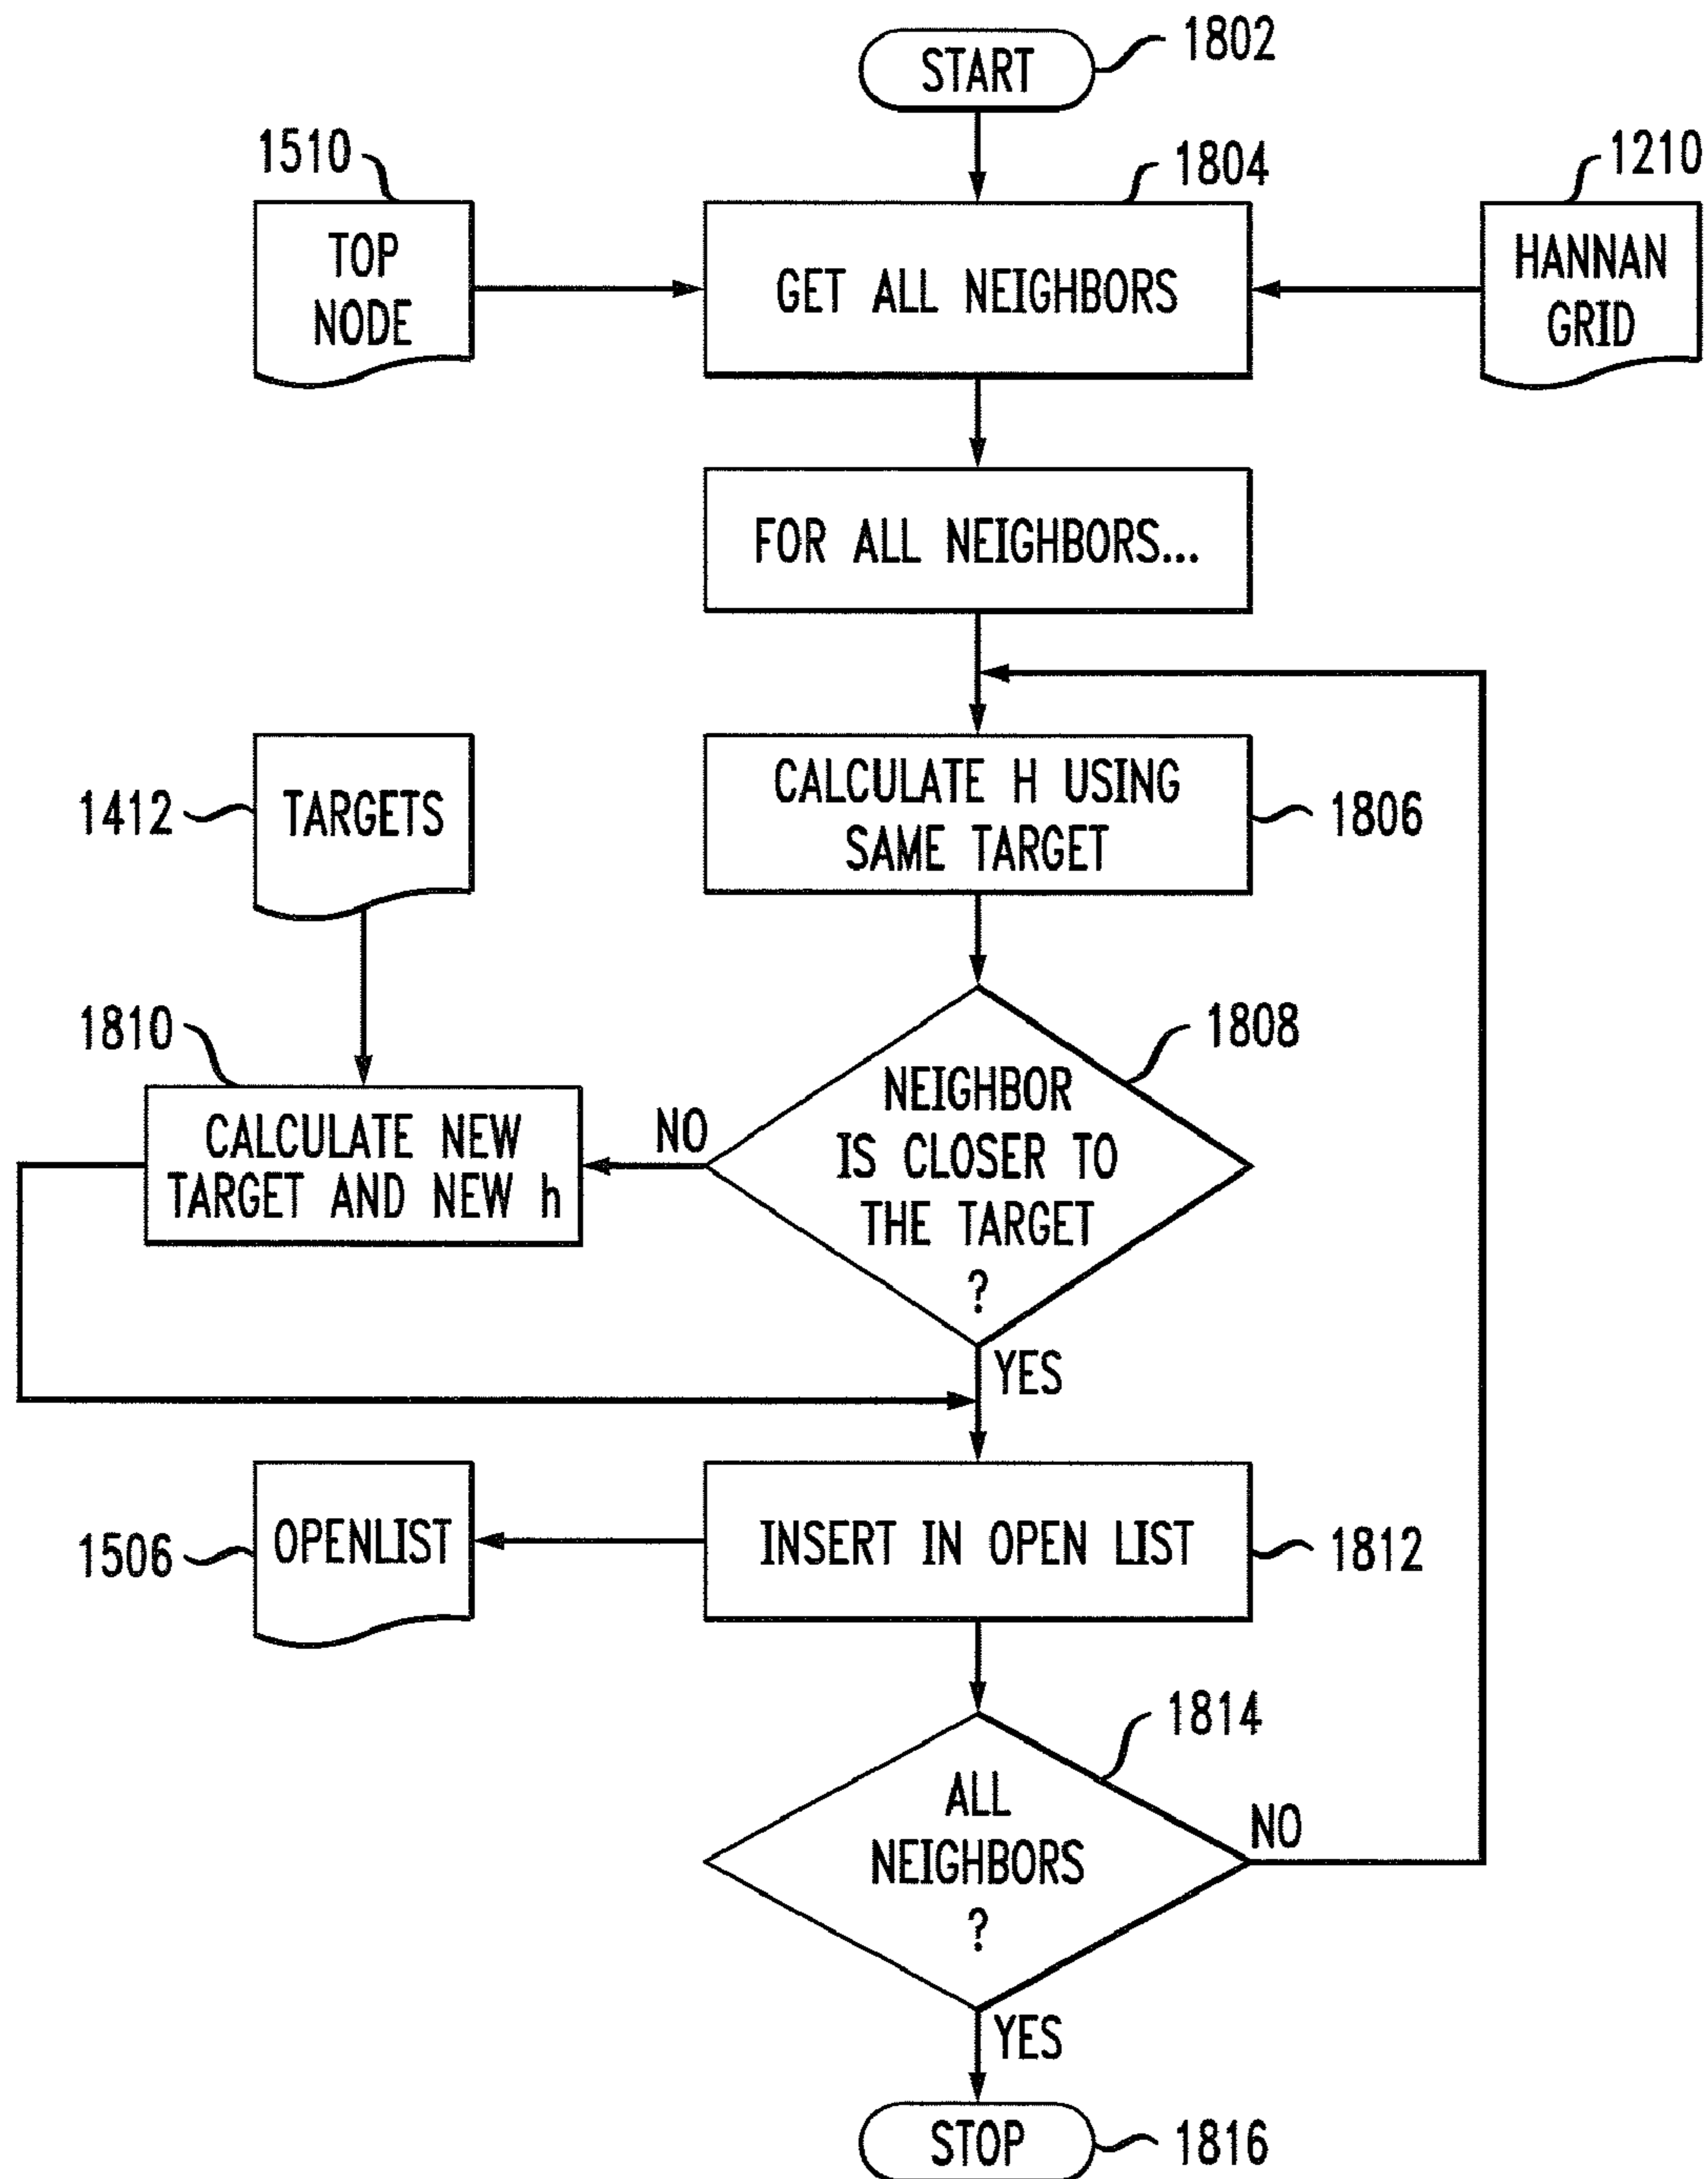 START
1802
1510
1804
1210
TOP
NODE
GET ALL NEIGHBORS
HANNAN
GRID
FOR ALL NEIGHBORS...
1412
TARGETS
CALCULATE H USING
SAME TARGET
1806
1810
1808
CALCULATE NEW
TARGET AND NEW h
NO
NEIGHBOR
IS CLOSER TO
THE TARGET
?
YES
1506
OPENLIST
INSERT IN OPEN LIST
1812
1814
ALL
NEIGHBORS
?
NO
YES
STOP
1816